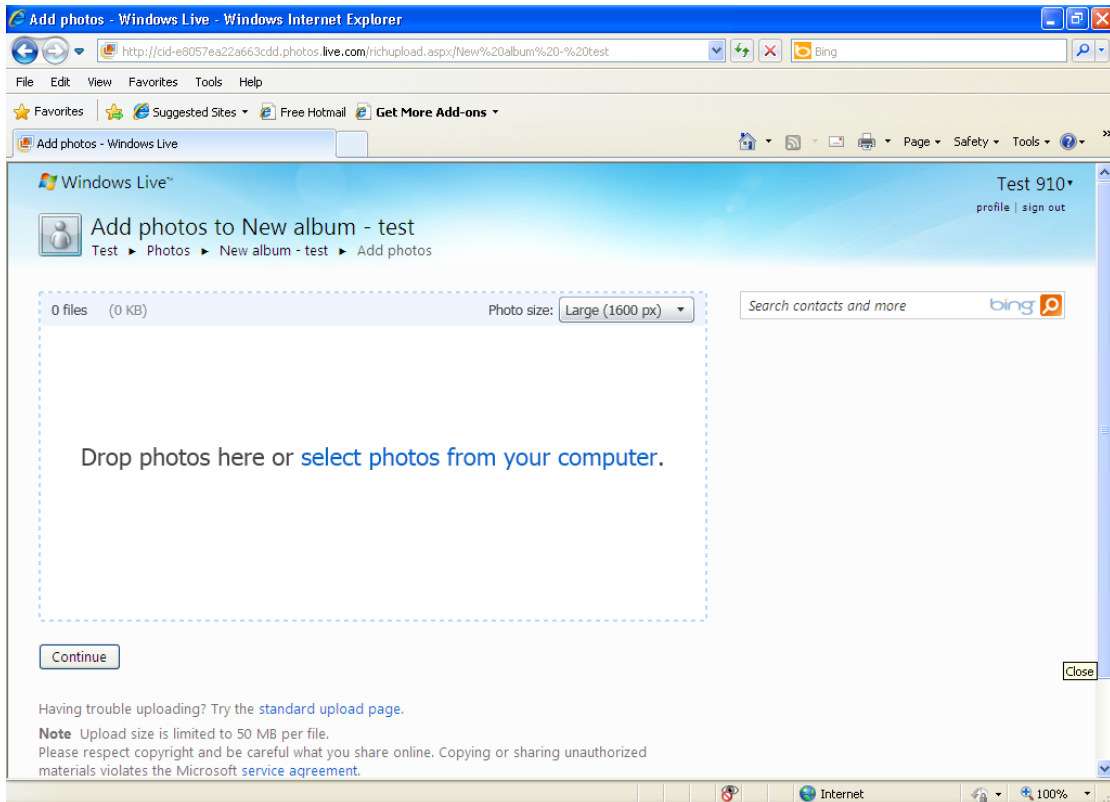 Add photos - Windows Live - Windows Internet Explorer
http://cid-e8057ea22a663cdd.photos.live.com/richupload.aspx/New%20album%20-%20test
Bing
File Edit View Favorites Tools Help
Favorites Suggested Sites Free Hotmail Get More Add-ons
Add photos - Windows Live
Page Safety Tools
Windows Live™
Test 910
profile | sign out
Add photos to New album - test
Test ► Photos ► New album - test ► Add photos
0 files (0 KB) Photo size: Large (1600 px)
Search contacts and more bing
Drop photos here or select photos from your computer.
Continue
Close
Having trouble uploading? Try the standard upload page.
Note Upload size is limited to 50 MB per file.
Please respect copyright and be careful what you share online. Copying or sharing unauthorized
materials violates the Microsoft service agreement.
Internet 100%